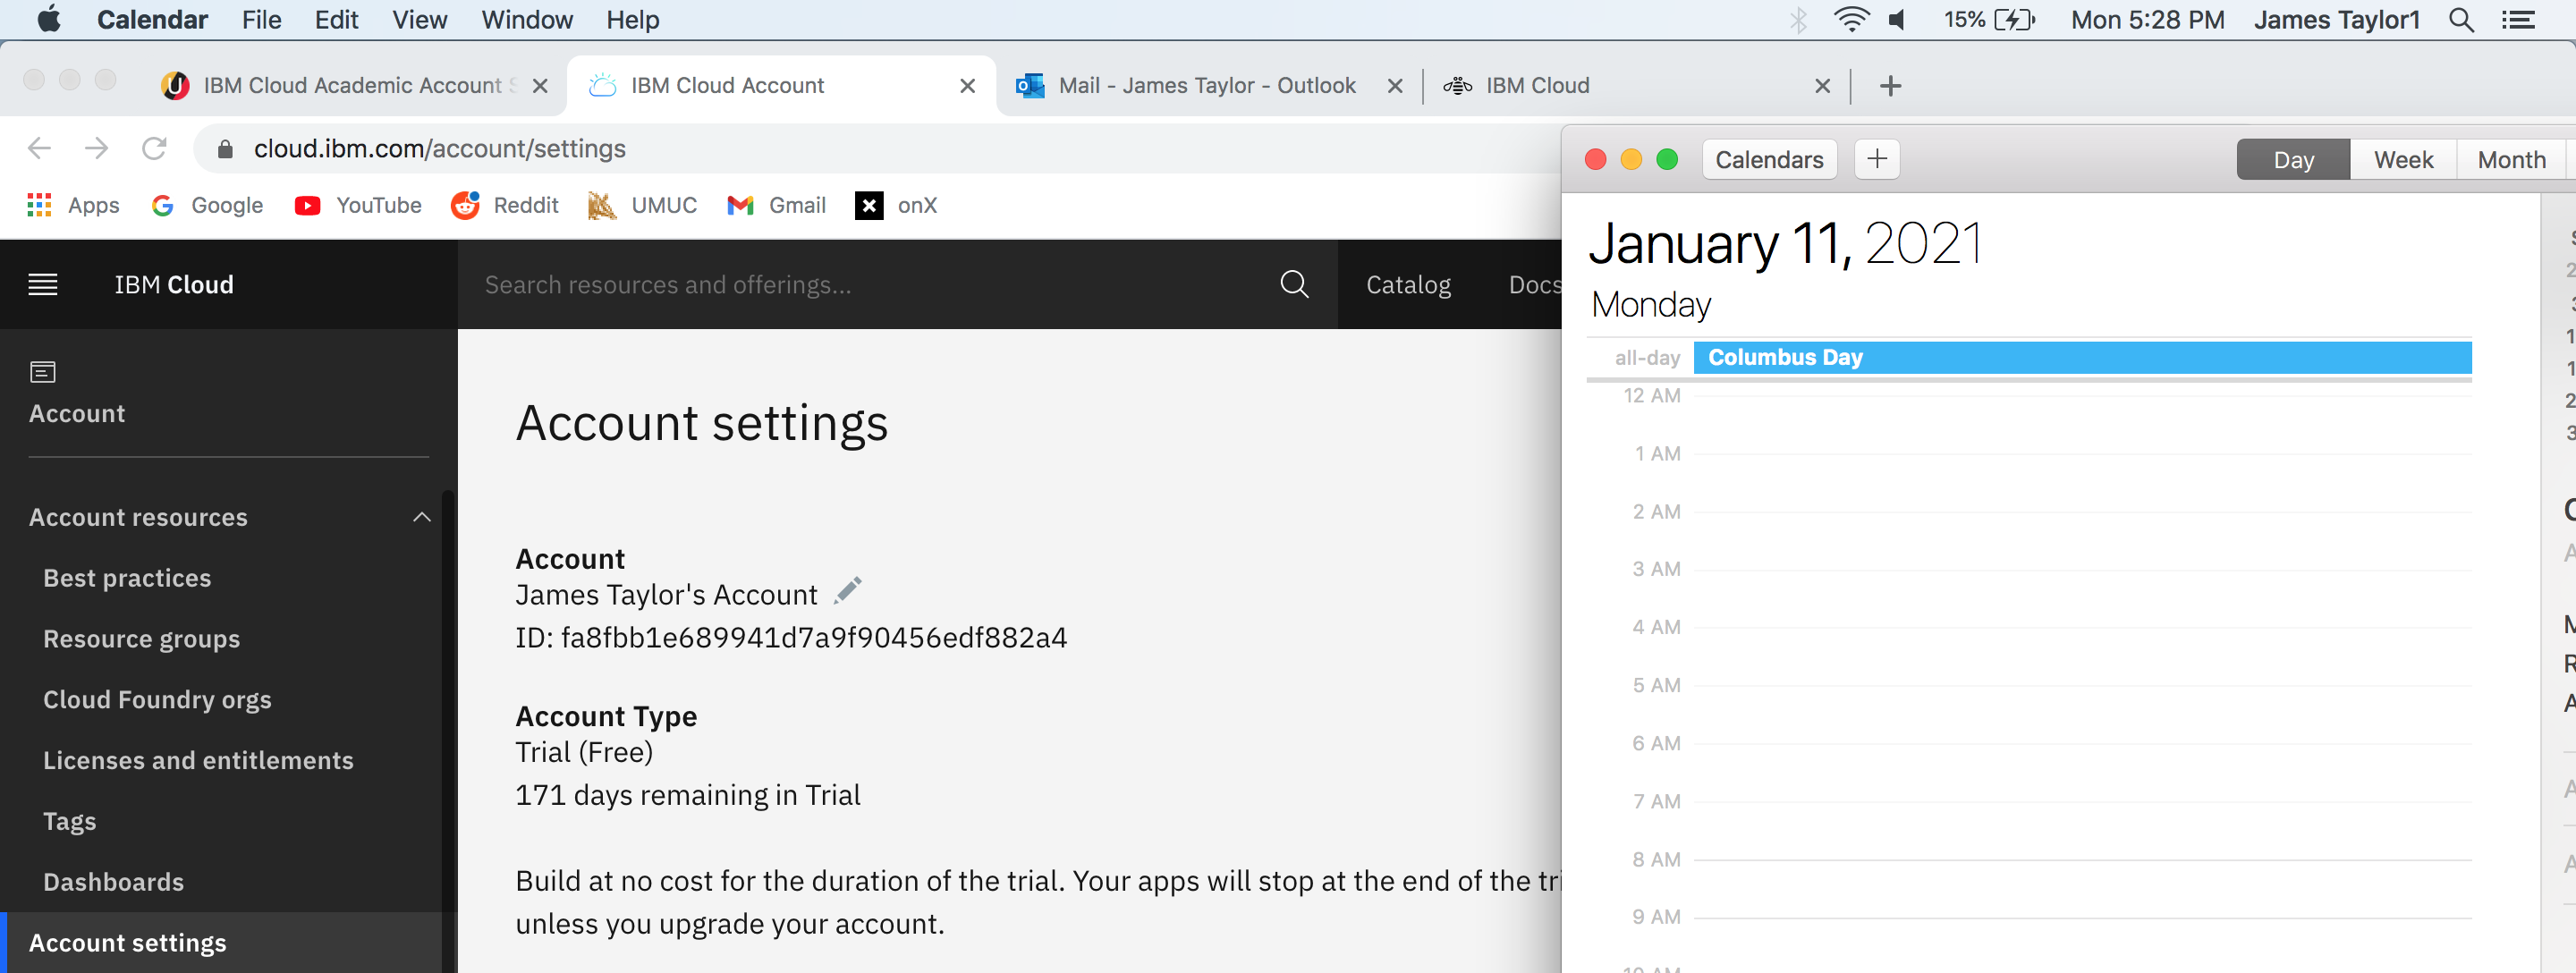 Calendar File Edit View Window Help 15% Mon 5:28 PM James Taylor1
IBM Cloud Academic Account IBM Cloud Account Mail - James Taylor - Outlook IBM Cloud
cloud.ibm.com/account/settings
Apps Google YouTube Reddit UMUC Gmail onX
IBM Cloud
Search resources and offerings...
Catalog Docs
Account
Account resources
Best practices
Resource groups
Cloud Foundry orgs
Licenses and entitlements
Tags
Dashboards
Account settings
Account settings
Account
James Taylor's Account
ID: fa8fbb1e689941d7a9f90456edf882a4
Account Type
Trial (Free)
171 days remaining in Trial
Build at no cost for the duration of the trial. Your apps will stop at the end of the
unless you upgrade your account.
Calendars + Day Week Month
January 11, 2021
Monday
all-day Columbus Day
12 AM
1 AM
2 AM
3 AM
4 AM
5 AM
6 AM
7 AM
8 AM
9 AM